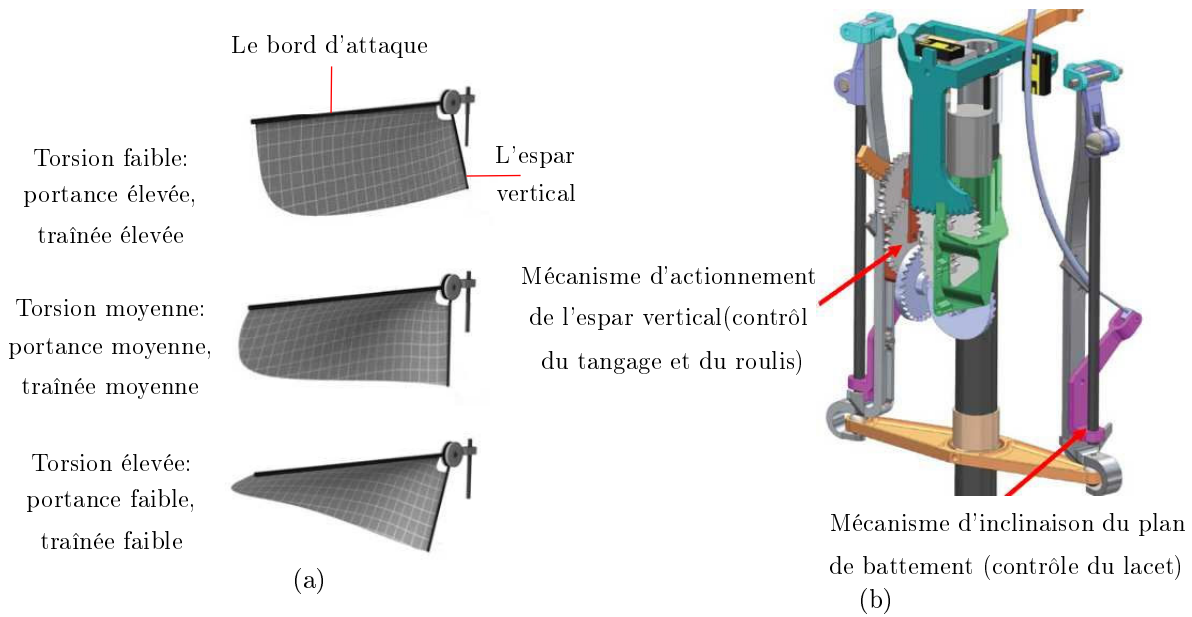 Le bord d'attaque
Torsion faible:
portance élevée,
traînée élevée
L'espar
vertical
Torsion moyenne:
portance moyenne,
traînée moyenne
Torsion élevée:
portance faible,
traînée faible
(a)
Mécanisme d'actionnement
de l'espar vertical(contrôl
du tangage et du roulis)
Mécanisme d'inclinaison du plan
de battement (contrôle du lacet)
(b)